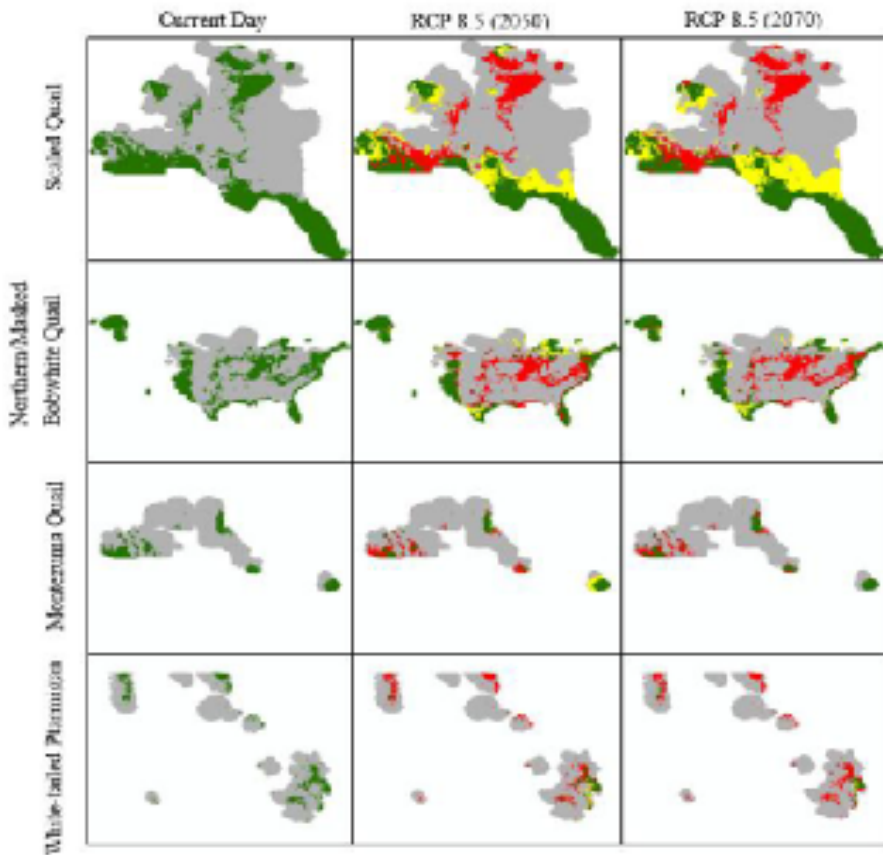 Current Day
RCP 8.5 (2050)
RCP 8.5 (2070)
Scaled Quail
Northern/Masked
Bobwhite Quail
Montezuma Quail
White-tailed Ptarmigan